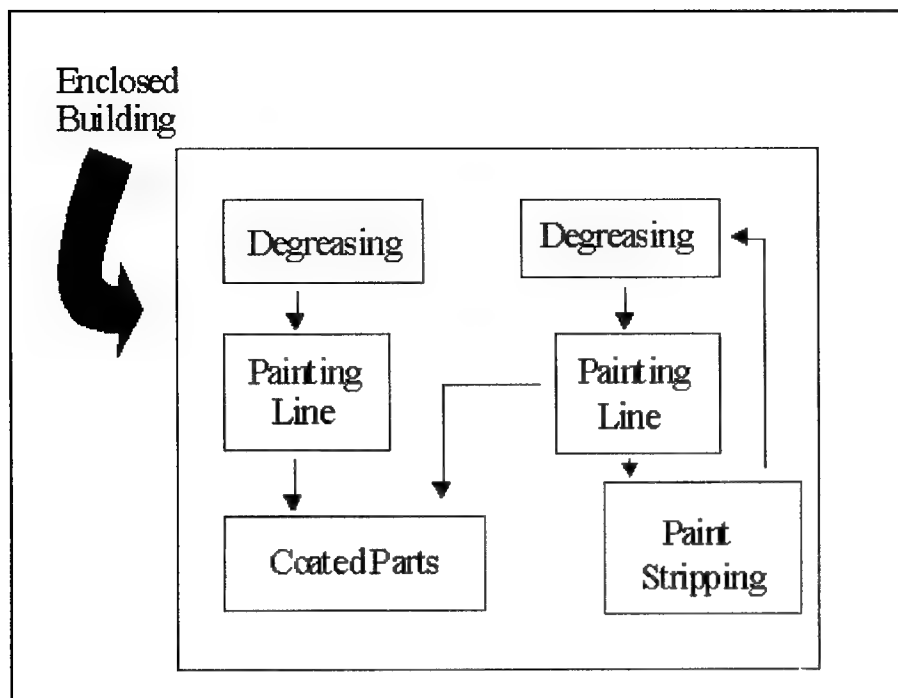 Enclosed
Building
Degreasing
Degreasing
Painting
Line
Painting
Line
Coated Parts
Paint
Stripping